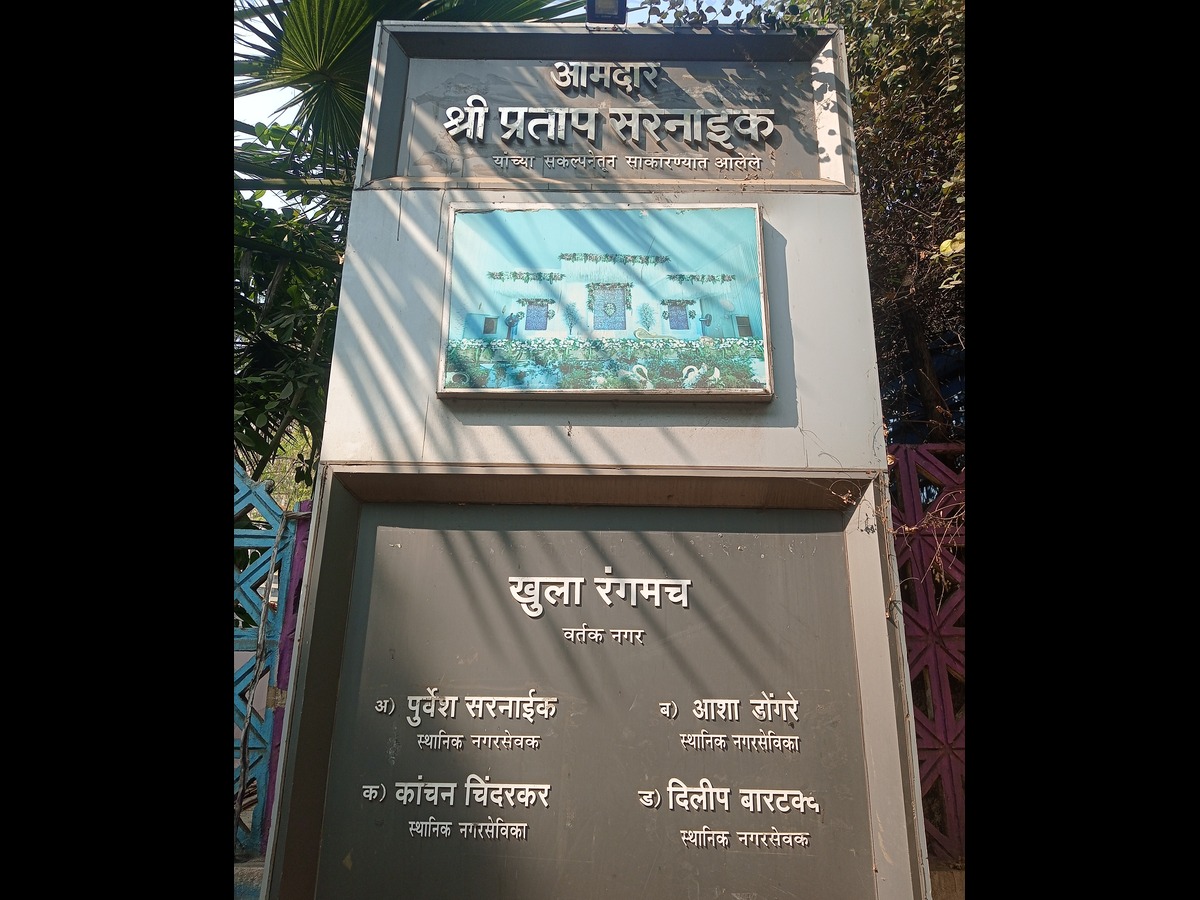 आमदार
श्री प्रताप सरनाईक
यांच्या सकल्पनेतून साकारण्यात आलेले
खुला रंगमच
वर्तक नगर
अ) पुर्वेश सरनाईक
स्थानिक नगरसेवक
ब) आशा डोंगरे
स्थानिक नगरसेविका
क) कांचन चिंदरकर
स्थानिक नगरसेविका
ड) दिलीप बारटक्
स्थानिक नगरसेवक